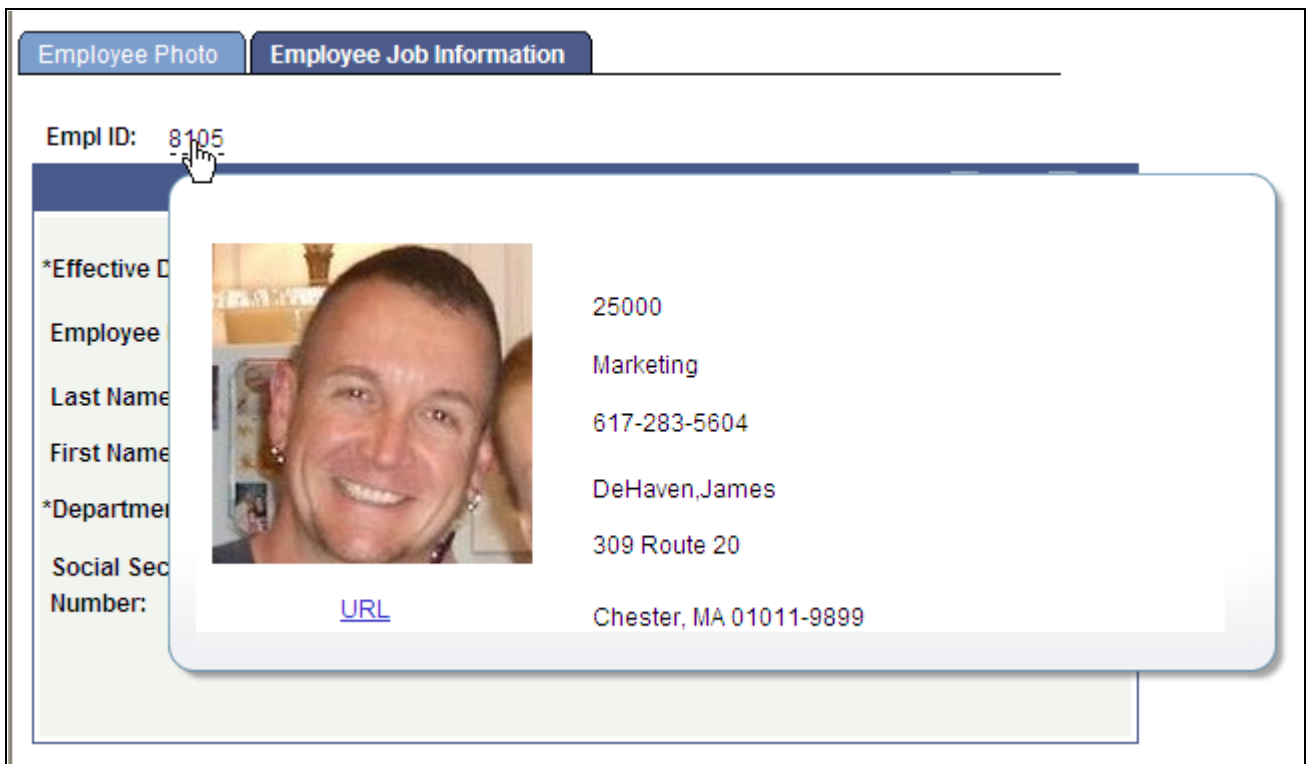 Employee Photo Employee Job Information
Empl ID: 8105
*Effective D
Employee
Last Name
First Name
*Departmen
Social Sec
Number:
25000
Marketing
617-283-5604
DeHaven,James
309 Route 20
Chester, MA 01011-9899
URL